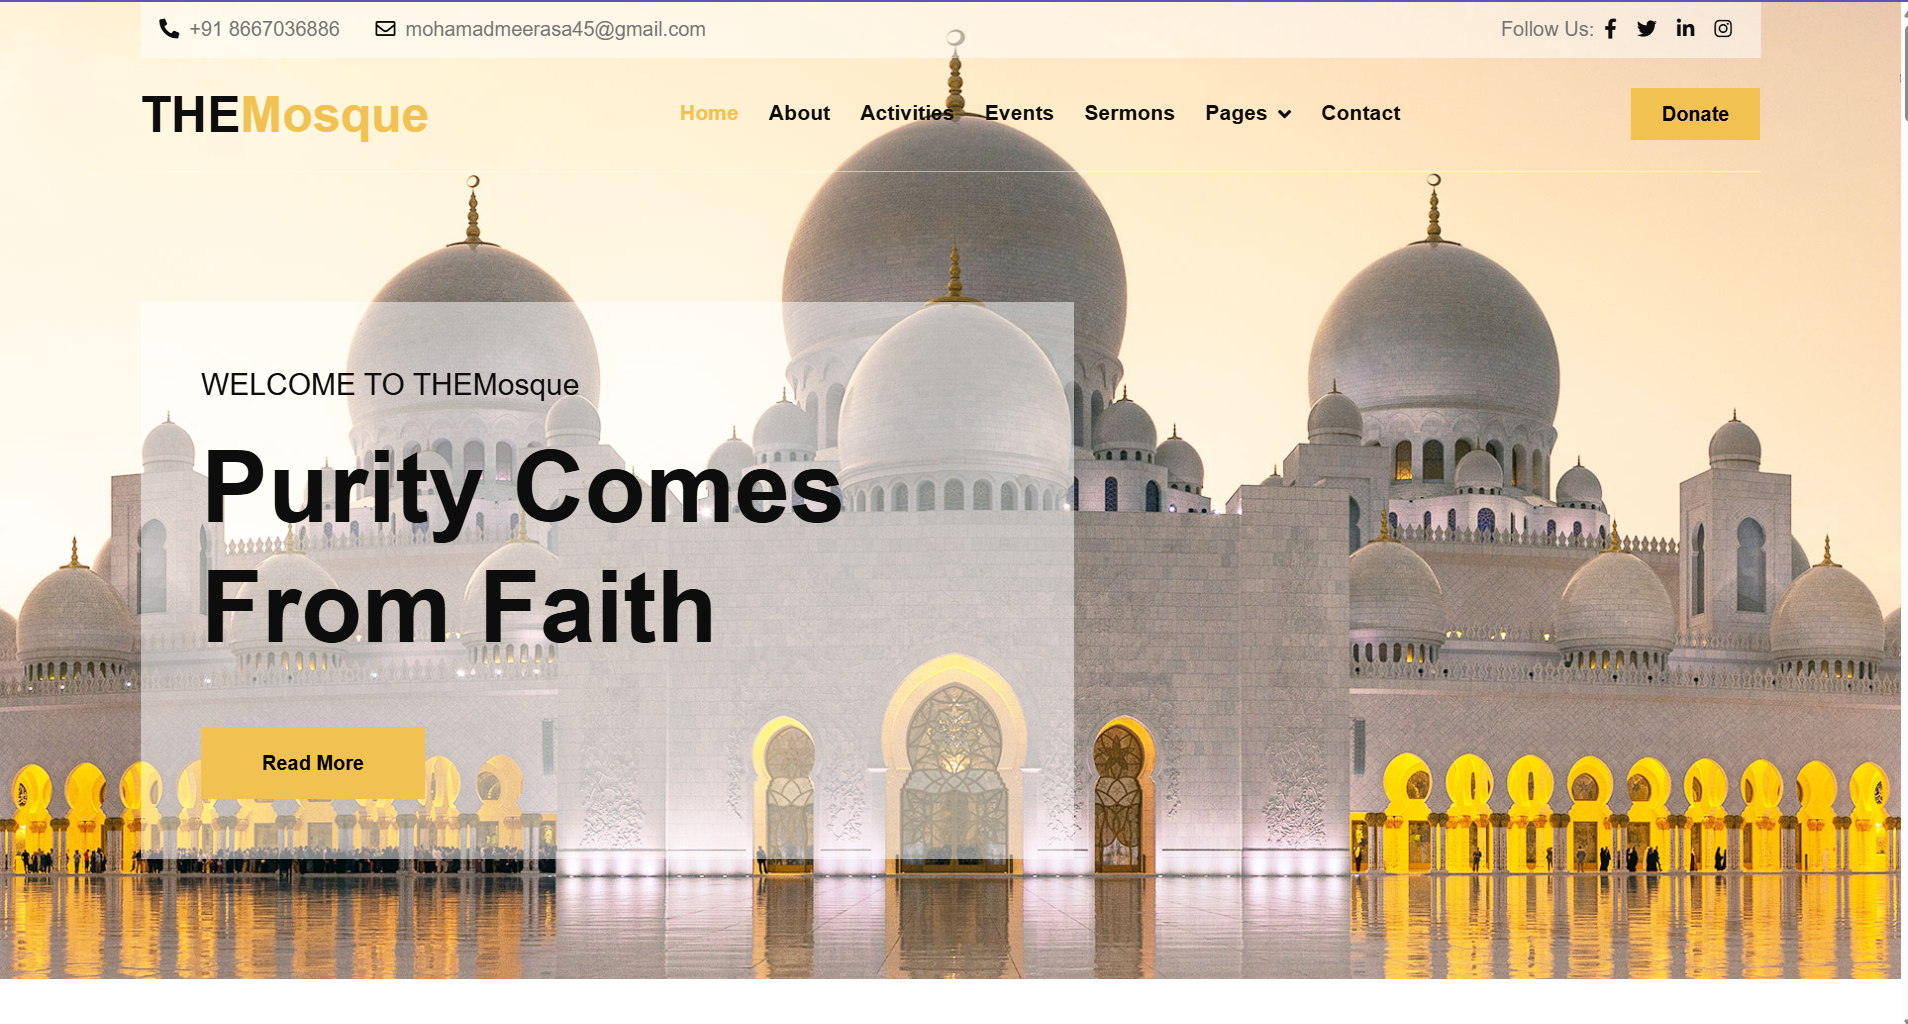 +91 8667036886 mohamadmeerasa45@gmail.com Follow Us:
THEMosque Home About Activities Events Sermons Pages Contact Donate
WELCOME TO THEMosque
Purity Comes
From Faith
Read More